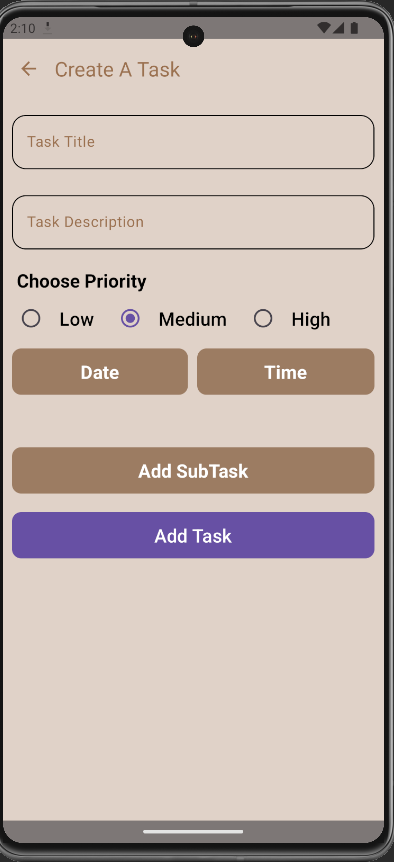 2:10
Create A Task
Task Title
Task Description
Choose Priority
Low Medium High
Date Time
Add SubTask
Add Task